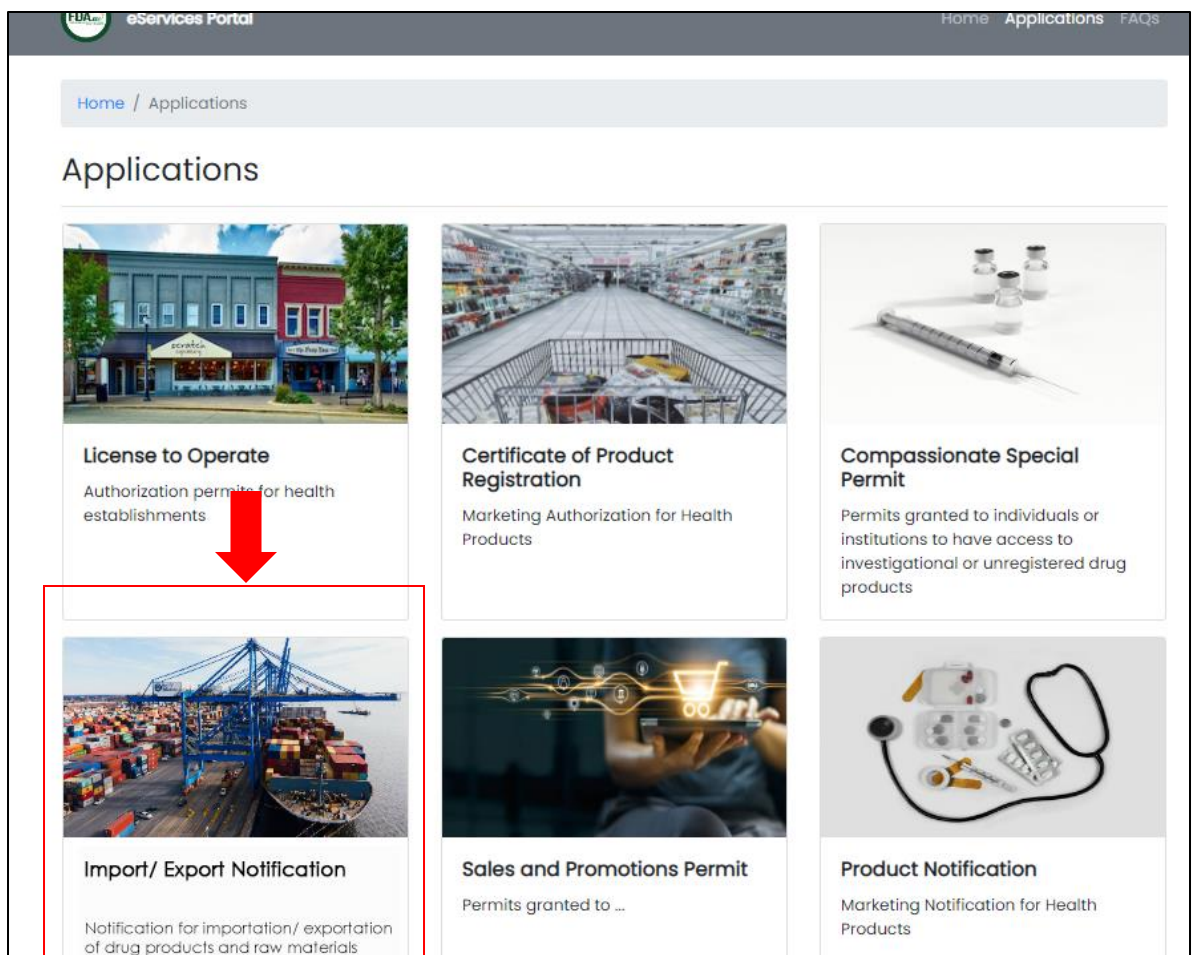 FDA
eServices Portal
Home Applications FAQs
Home / Applications
Applications
scratch
License to Operate
Authorization permits for health
establishments
Certificate of Product
Registration
Marketing Authorization for Health
Products
Compassionate Special
Permit
Permits granted to individuals or
institutions to have access to
investigational or unregistered drug
products
Import/ Export Notification
Notification for importation/ exportation
of drug products and raw materials
Sales and Promotions Permit
Permits granted to ...
Product Notification
Marketing Notification for Health
Products